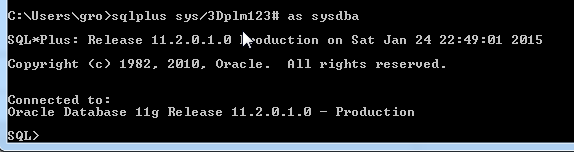 C:\Users\gro>sqlplus sys/3Dplm123# as sysdba
SQL*Plus: Release 11.2.0.1.0 Production on Sat Jan 24 22:49:01 2015
Copyright (c) 1982, 2010, Oracle.  All rights reserved.
Connected to:
Oracle Database 11g Release 11.2.0.1.0 - Production
SQL>